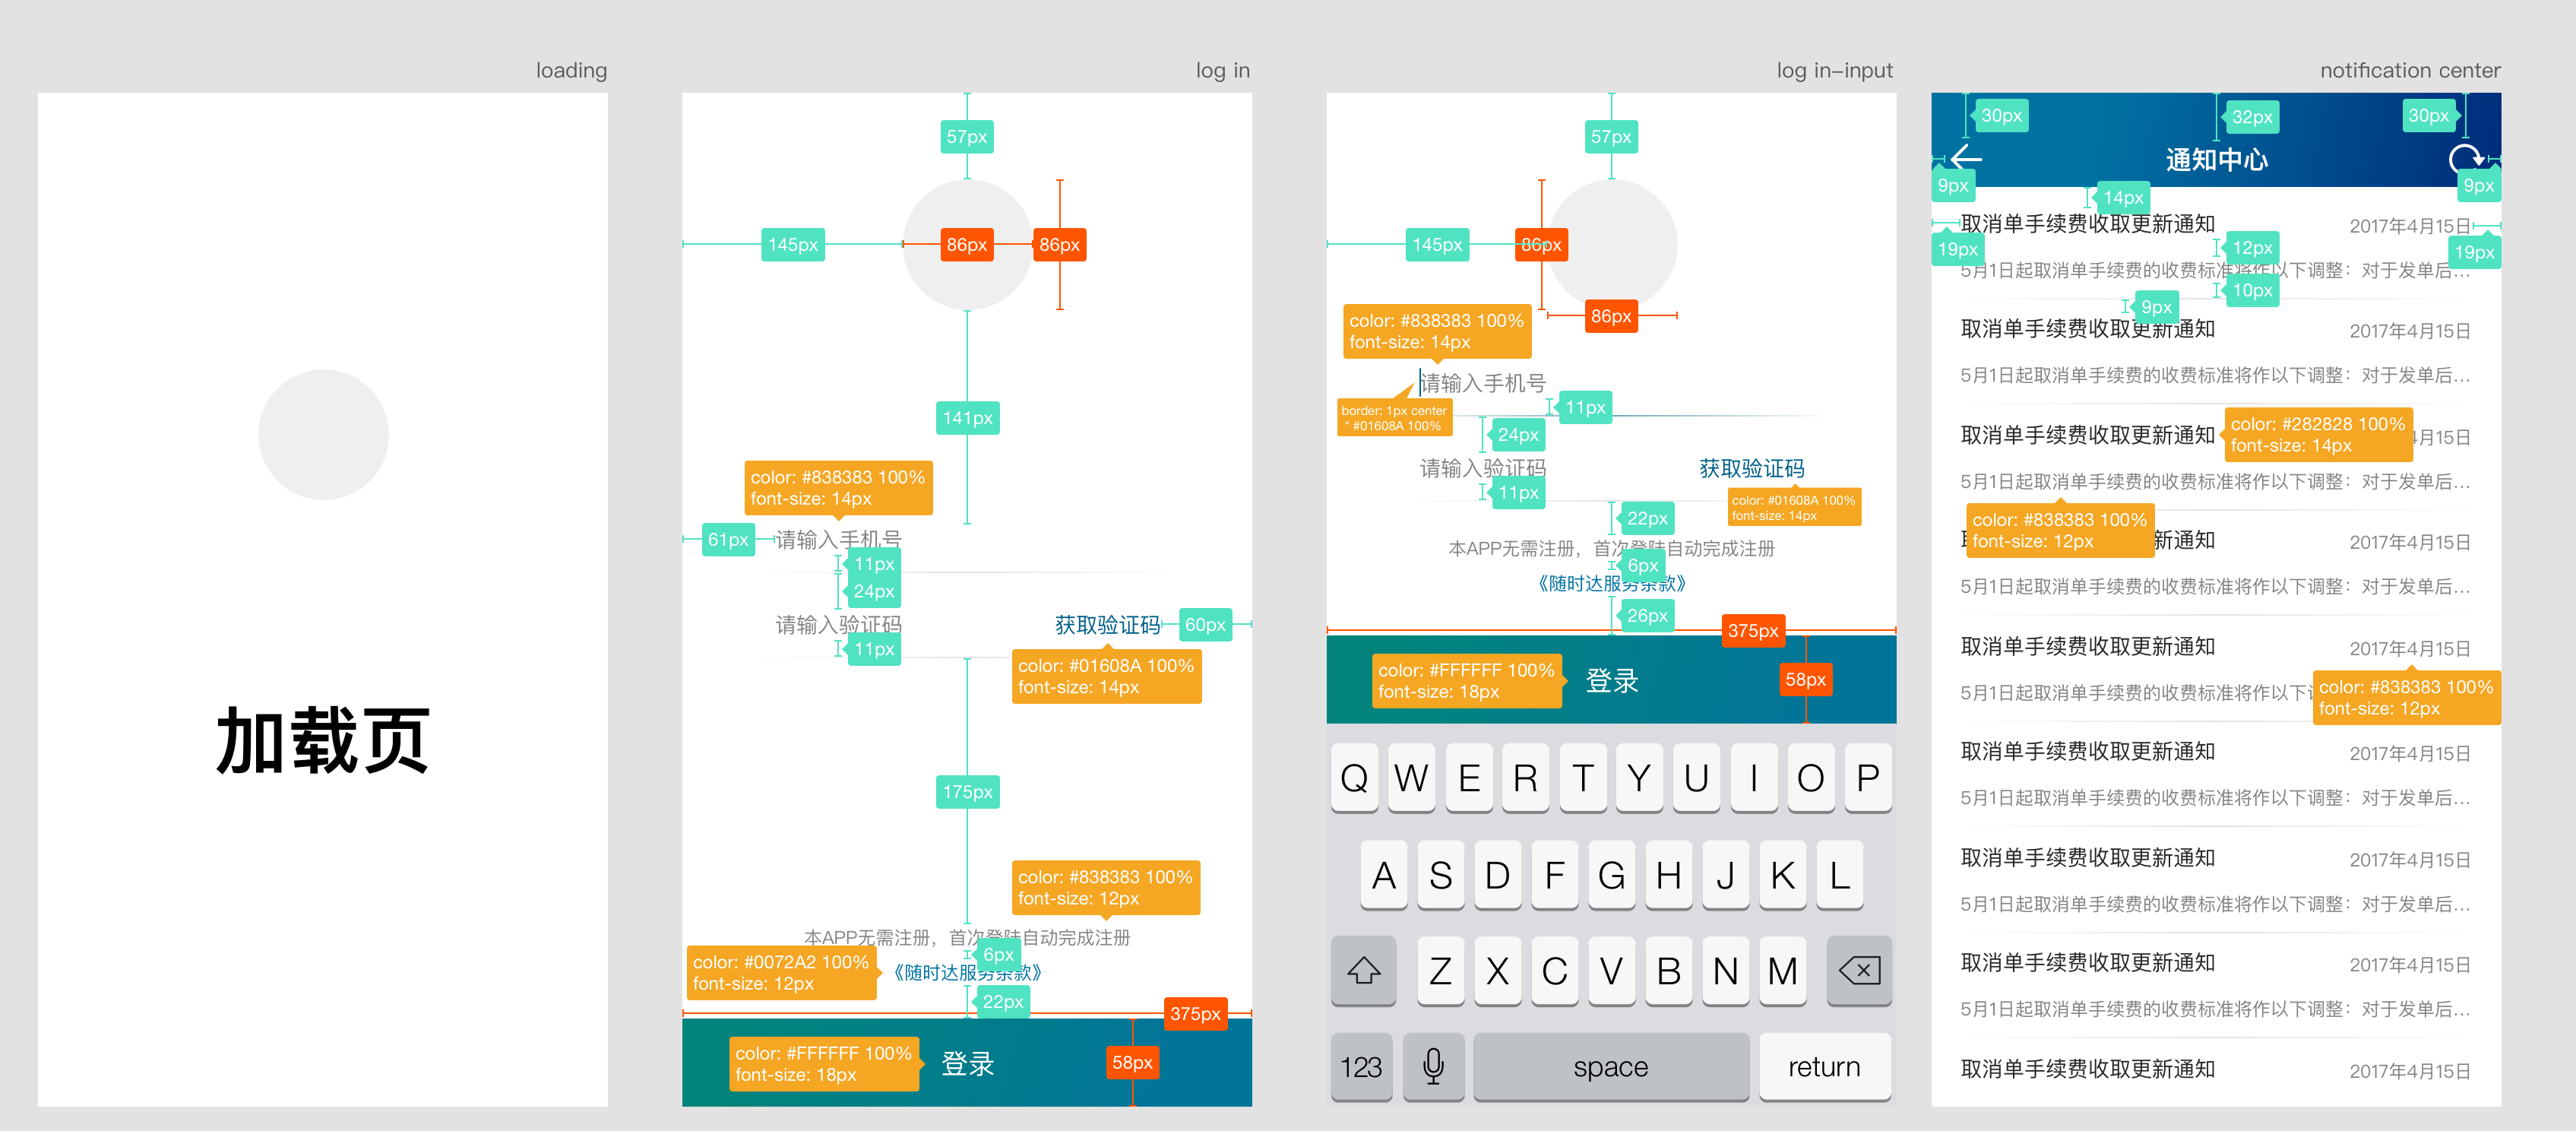 loading
加载页
log in
57px
145px
86px
86px
141px
color: #838383 100%
font-size: 14px
61px
请输入手机号
11px
24px
请输入验证码
获取验证码
60px
11px
color: #01608A 100%
font-size: 14px
175px
color: #838383 100%
font-size: 12px
本APP无需注册，首次登陆自动完成注册
6px
color: #0072A2 100%
font-size: 12px
《随时达服务条款》
22px
375px
color: #FFFFFF 100%
font-size: 18px
登录
58px
log in-input
57px
145px
86px
86px
color: #838383 100%
font-size: 14px
请输入手机号
border: 1px center
* #01608A 100%
11px
24px
请输入验证码
获取验证码
11px
color: #01608A 100%
font-size: 14px
22px
本APP无需注册，首次登陆自动完成注册
6px
《随时达服务条款》
26px
375px
color: #FFFFFF 100%
font-size: 18px
登录
58px
Q W E R T Y U I O P
A S D F G H J K L
Z X C V B N M
123 space return
notification center
30px
32px
30px
通知中心
9px
9px
14px
取消单手续费收取更新通知
2017年4月15日
19px
12px
19px
5月1日起取消单手续费的收费标准将作以下调整：对于发单后...
10px
9px
取消单手续费收取更新通知
2017年4月15日
5月1日起取消单手续费的收费标准将作以下调整：对于发单后...
取消单手续费收取更新通知
color: #282828 100%
font-size: 14px
4月15日
5月1日起取消单手续费的收费标准将作以下调整：对于发单后...
color: #838383 100%
font-size: 12px
新通知
2017年4月15日
5月1日起取消单手续费的收费标准将作以下调整：对于发单后...
取消单手续费收取更新通知
2017年4月15日
5月1日起取消单手续费的收费标准将作以下
color: #838383 100%
font-size: 12px
取消单手续费收取更新通知
2017年4月15日
5月1日起取消单手续费的收费标准将作以下调整：对于发单后...
取消单手续费收取更新通知
2017年4月15日
5月1日起取消单手续费的收费标准将作以下调整：对于发单后...
取消单手续费收取更新通知
2017年4月15日
5月1日起取消单手续费的收费标准将作以下调整：对于发单后...
取消单手续费收取更新通知
2017年4月15日